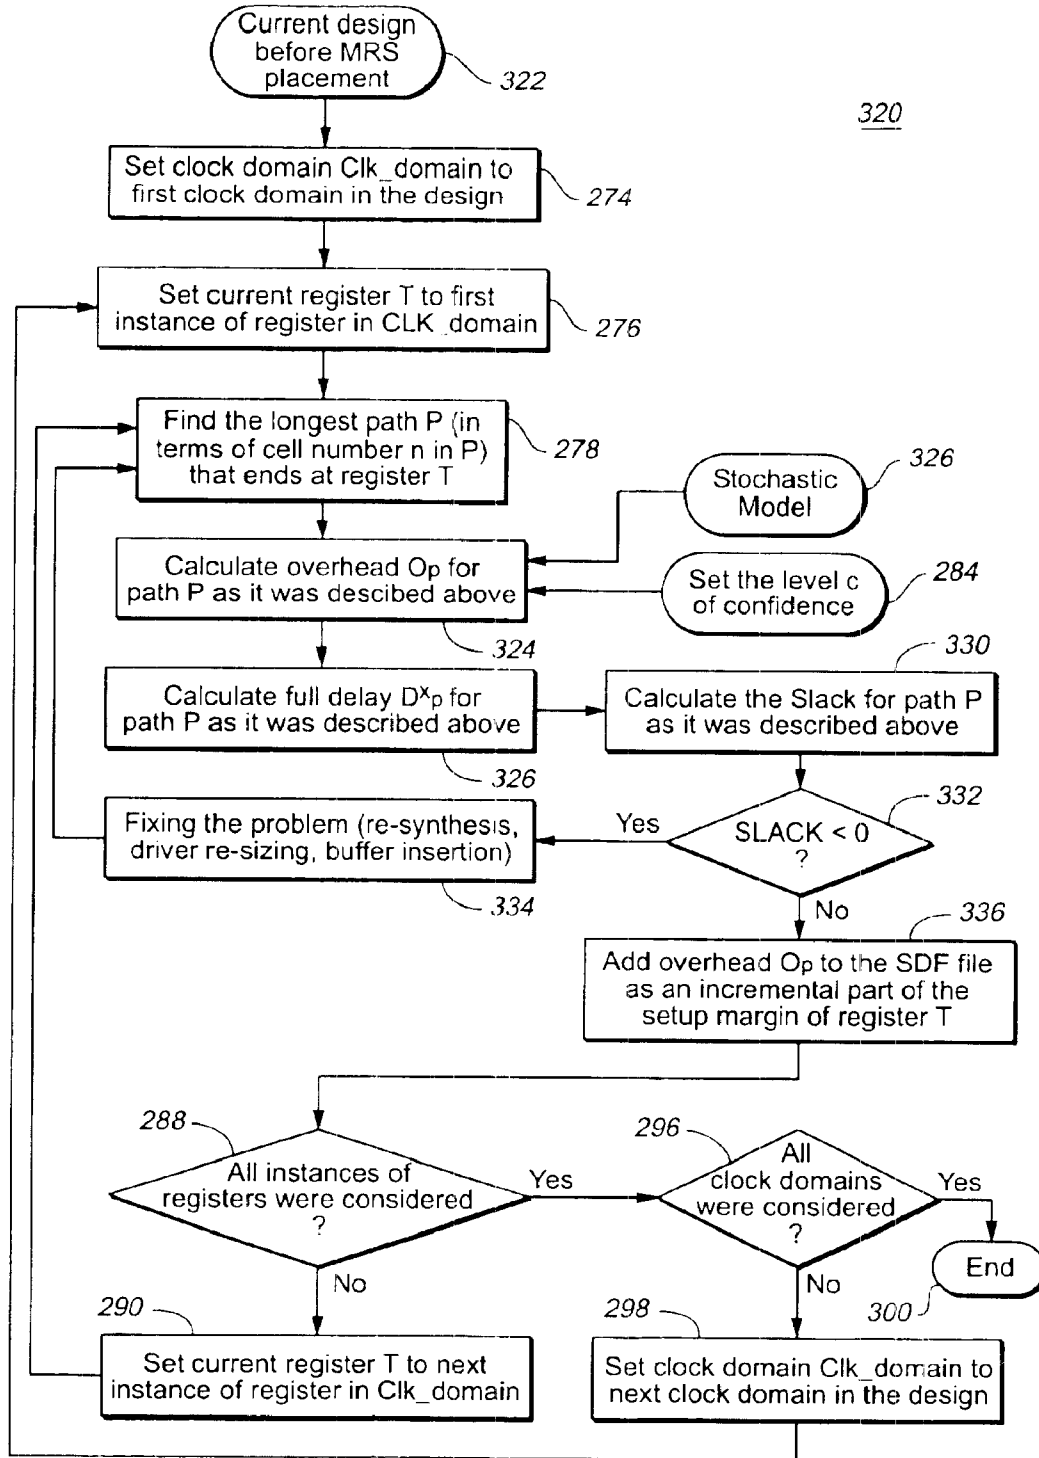 Current design
before MRS
placement
322
320
Set clock domain Clk_domain to
first clock domain in the design
274
Set current register T to first
instance of register in CLK_domain
276
Find the longest path P (in
terms of cell number n in P)
that ends at register T
278
Stochastic
Model
326
Calculate overhead Op for
path P as it was descibed above
324
Set the level c
of confidence
284
Calculate full delay Dxp for
path P as it was described above
326
Calculate the Slack for path P
as it was described above
330
SLACK < 0
?
332
Yes
Fixing the problem (re-synthesis,
driver re-sizing, buffer insertion)
334
No
Add overhead Op to the SDF file
as an incremental part of the
setup margin of register T
336
288
All instances of
registers were considered
?
Yes
296
All
clock domains
were considered
?
Yes
End
300
No
290
Set current register T to next
instance of register in Clk_domain
No
298
Set clock domain Clk_domain to
next clock domain in the design